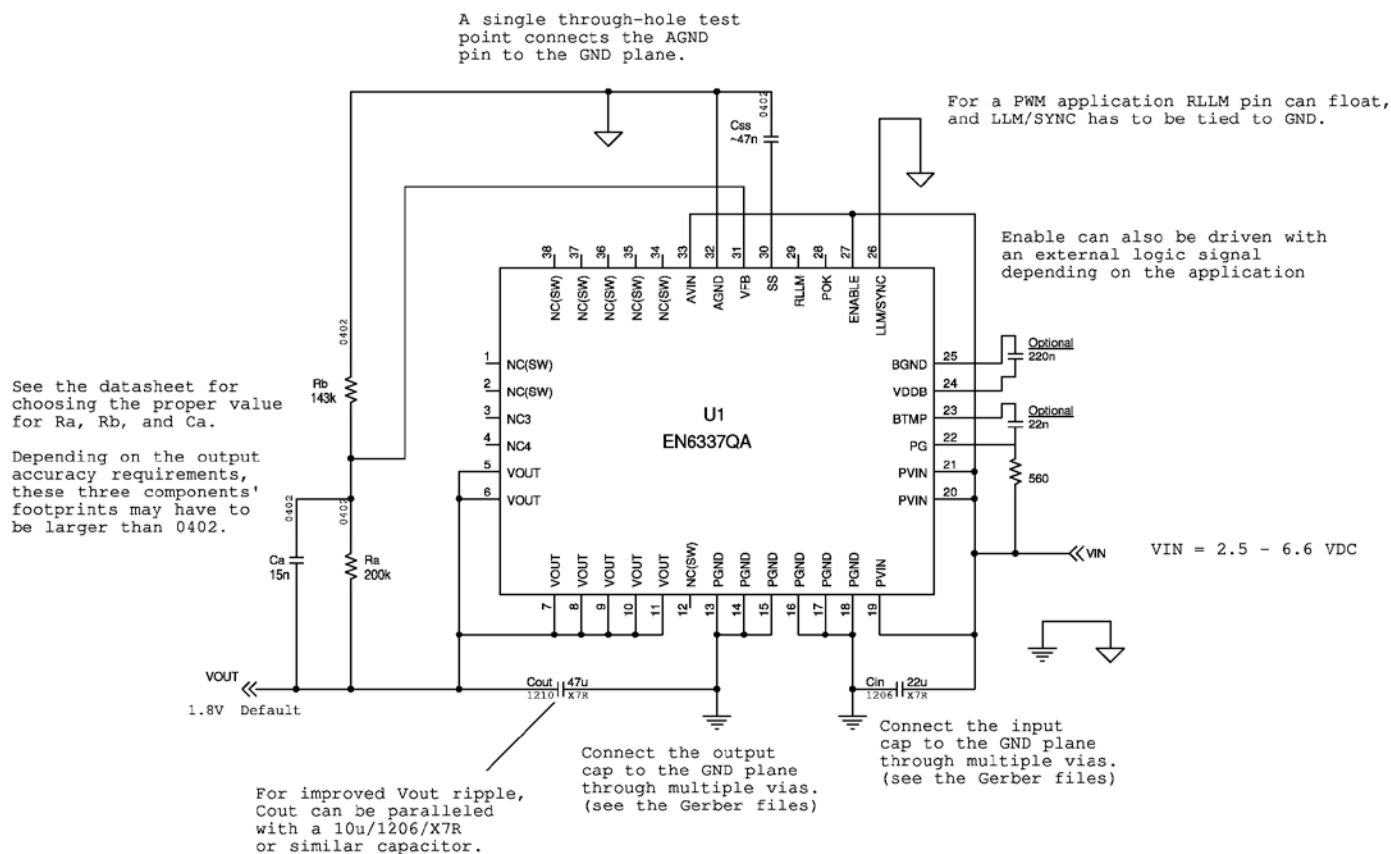 A single through-hole test
point connects the AGND
pin to the GND plane.
For a PWM application RLLM pin can float,
and LLM/SYNC has to be tied to GND.
0402
Css
~47n
Enable can also be driven with
an external logic signal
depending on the application
38
37
36
35
34
33
32
31
30
29
28
27
26
NC(SW)
NC(SW)
NC(SW)
NC(SW)
NC(SW)
AVIN
AGND
VFB
SS
RLLM
POK
ENABLE
LLM/SYNC
0402
Rb
143k
See the datasheet for
choosing the proper value
for Ra, Rb, and Ca.
Depending on the output
accuracy requirements,
these three components'
footprints may have to
be larger than 0402.
0402
0402
Ca
15n
Ra
200k
1 NC(SW)
2 NC(SW)
3 NC3
4 NC4
5 VOUT
6 VOUT
U1
EN6337QA
BGND 25
VDDB 24
BTMP 23
PG 22
PVIN 21
PVIN 20
Optional
220n
Optional
22n
560
VIN
VIN = 2.5 - 6.6 VDC
VOUT
VOUT
VOUT
VOUT
VOUT
NC(SW)
PGND
PGND
PGND
PGND
PGND
PGND
PVIN
7
8
9
10
11
12
13
14
15
16
17
18
19
VOUT
1.8V Default
Cout 47u
1210 X7R
Cin 22u
1206 X7R
Connect the output
cap to the GND plane
through multiple vias.
(see the Gerber files)
Connect the input
cap to the GND plane
through multiple vias.
(see the Gerber files)
For improved Vout ripple,
Cout can be paralleled
with a 10u/1206/X7R
or similar capacitor.